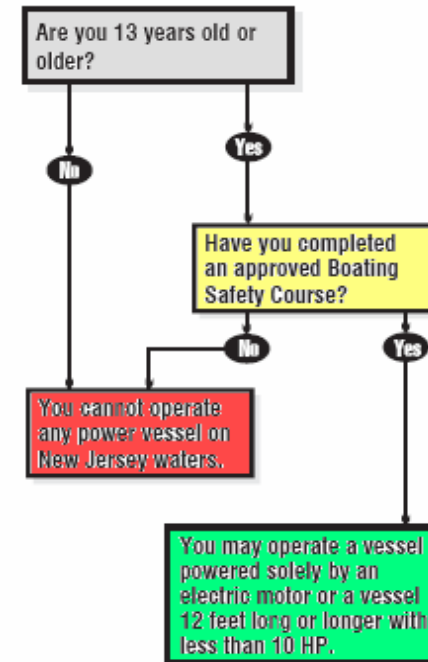 Are you 13 years old or
older?
No
Yes
Have you completed
an approved Boating
Safety Course?
No
Yes
You cannot operate
any power vessel on
New Jersey waters.
You may operate a vessel
powered solely by an
electric motor or a vessel
12 feet long or longer with
less than 10 HP.